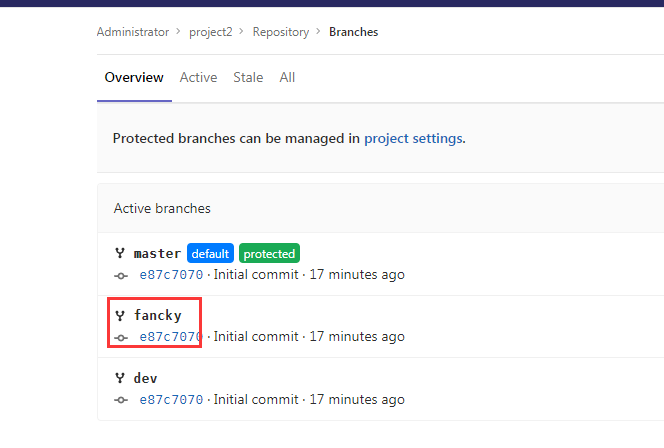 Administrator > project2 > Repository > Branches
Overview Active Stale All
Protected branches can be managed in project settings.
Active branches
master default protected
e87c7070 · Initial commit · 17 minutes ago
fancky
e87c7070 · Initial commit · 17 minutes ago
dev
e87c7070 · Initial commit · 17 minutes ago